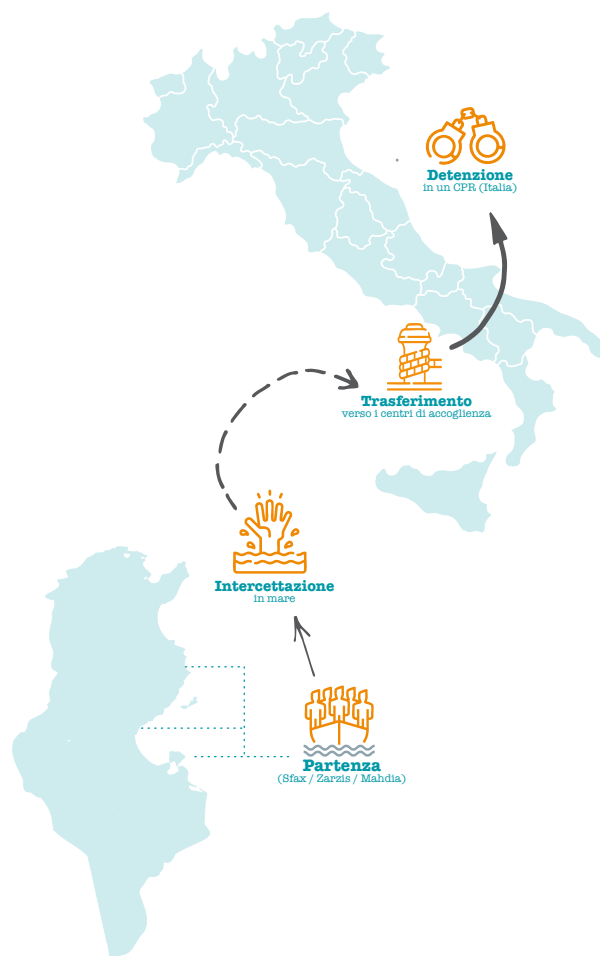 Detenzione
in un CPR (Italia)
Trasferimento
verso i centri di accoglienza
Intercettazione
in mare
Partenza
(Sfax / Zarzis / Mahdia)